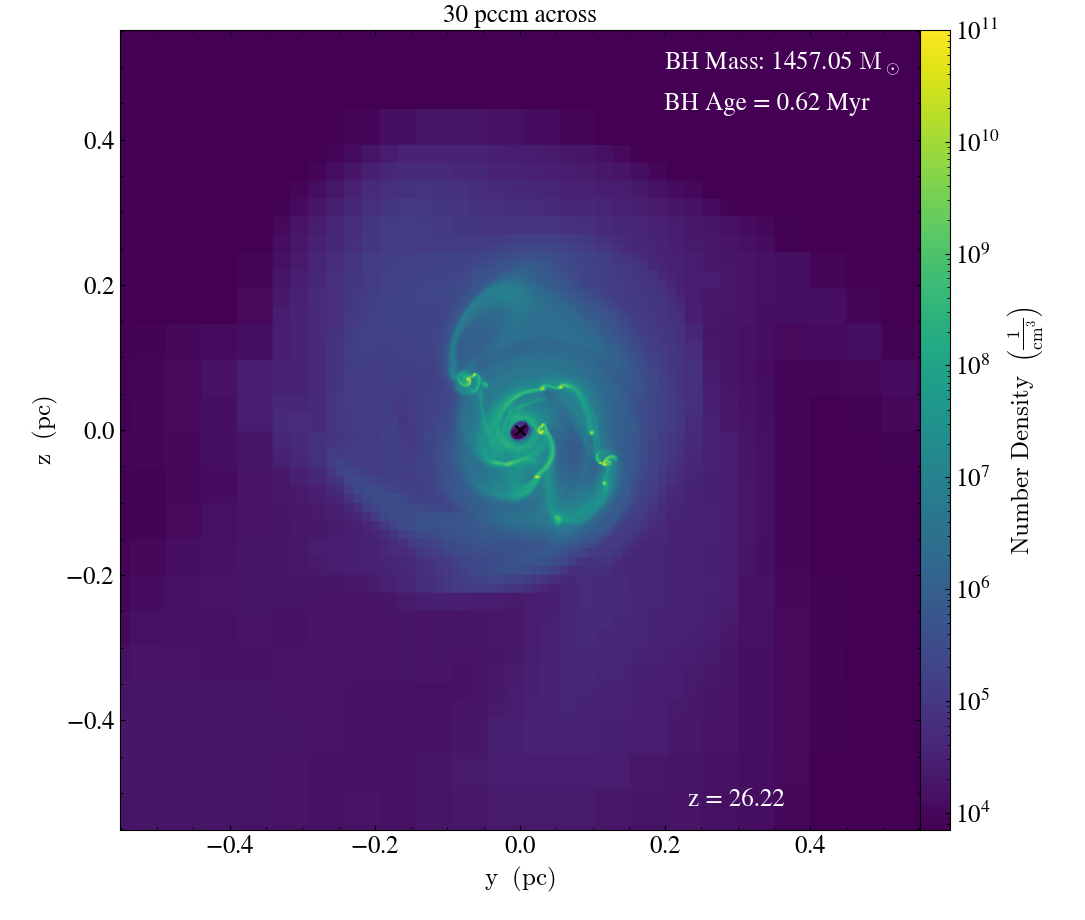 30 pccm across
BH Mass: 1457.05 M☉
BH Age = 0.62 Myr
z = 26.22
0.4
0.2
0.0
−0.2
−0.4
z (pc)
−0.4
−0.2
0.0
0.2
0.4
y (pc)
10¹¹
10¹⁰
10⁹
10⁸
10⁷
10⁶
10⁵
10⁴
Number Density (1/cm³)